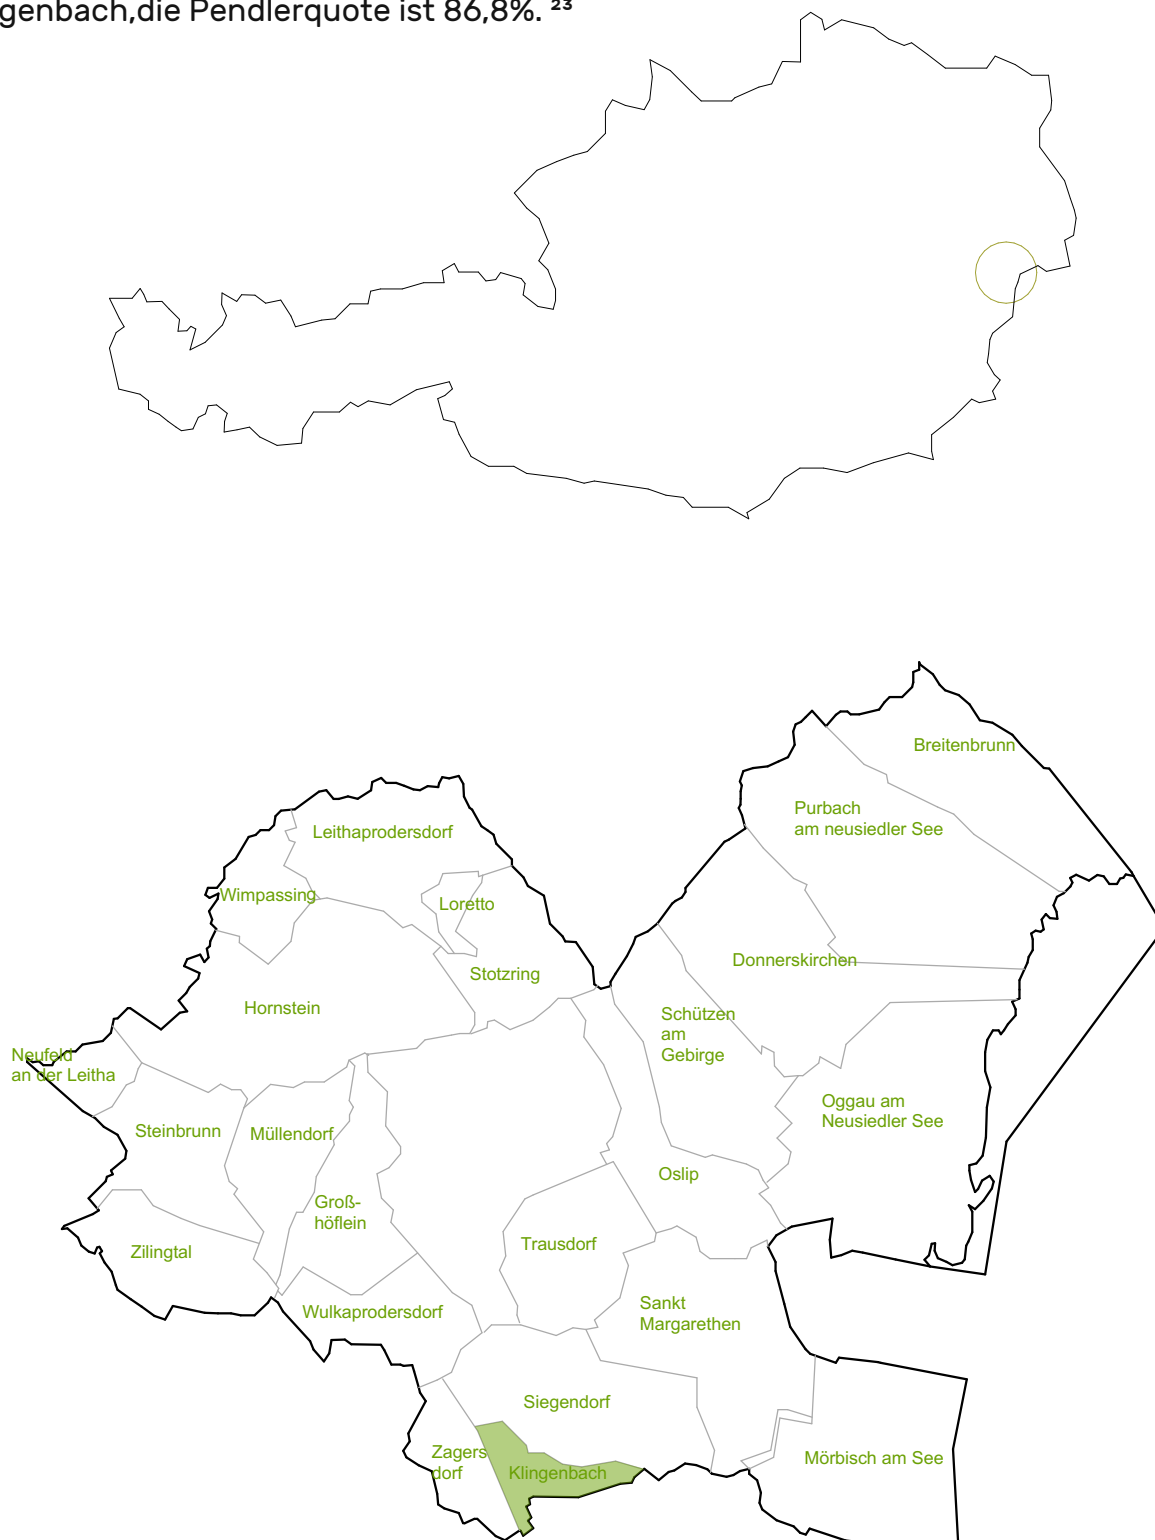 genbach,die Pendlerquote ist 86,8%. ²³
Breitenbrunn
Purbach
am neusiedler See
Leithaprodersdorf
Wimpassing
Loretto
Donnerskirchen
Stotzring
Hornstein
Schützen
am
Gebirge
Neufeld
an der Leitha
Oggau am
Neusiedler See
Steinbrunn
Müllendorf
Oslip
Groß-
höflein
Trausdorf
Zilingtal
Sankt
Margarethen
Wulkaprodersdorf
Siegendorf
Zagers
dorf
Klingenbach
Mörbisch am See